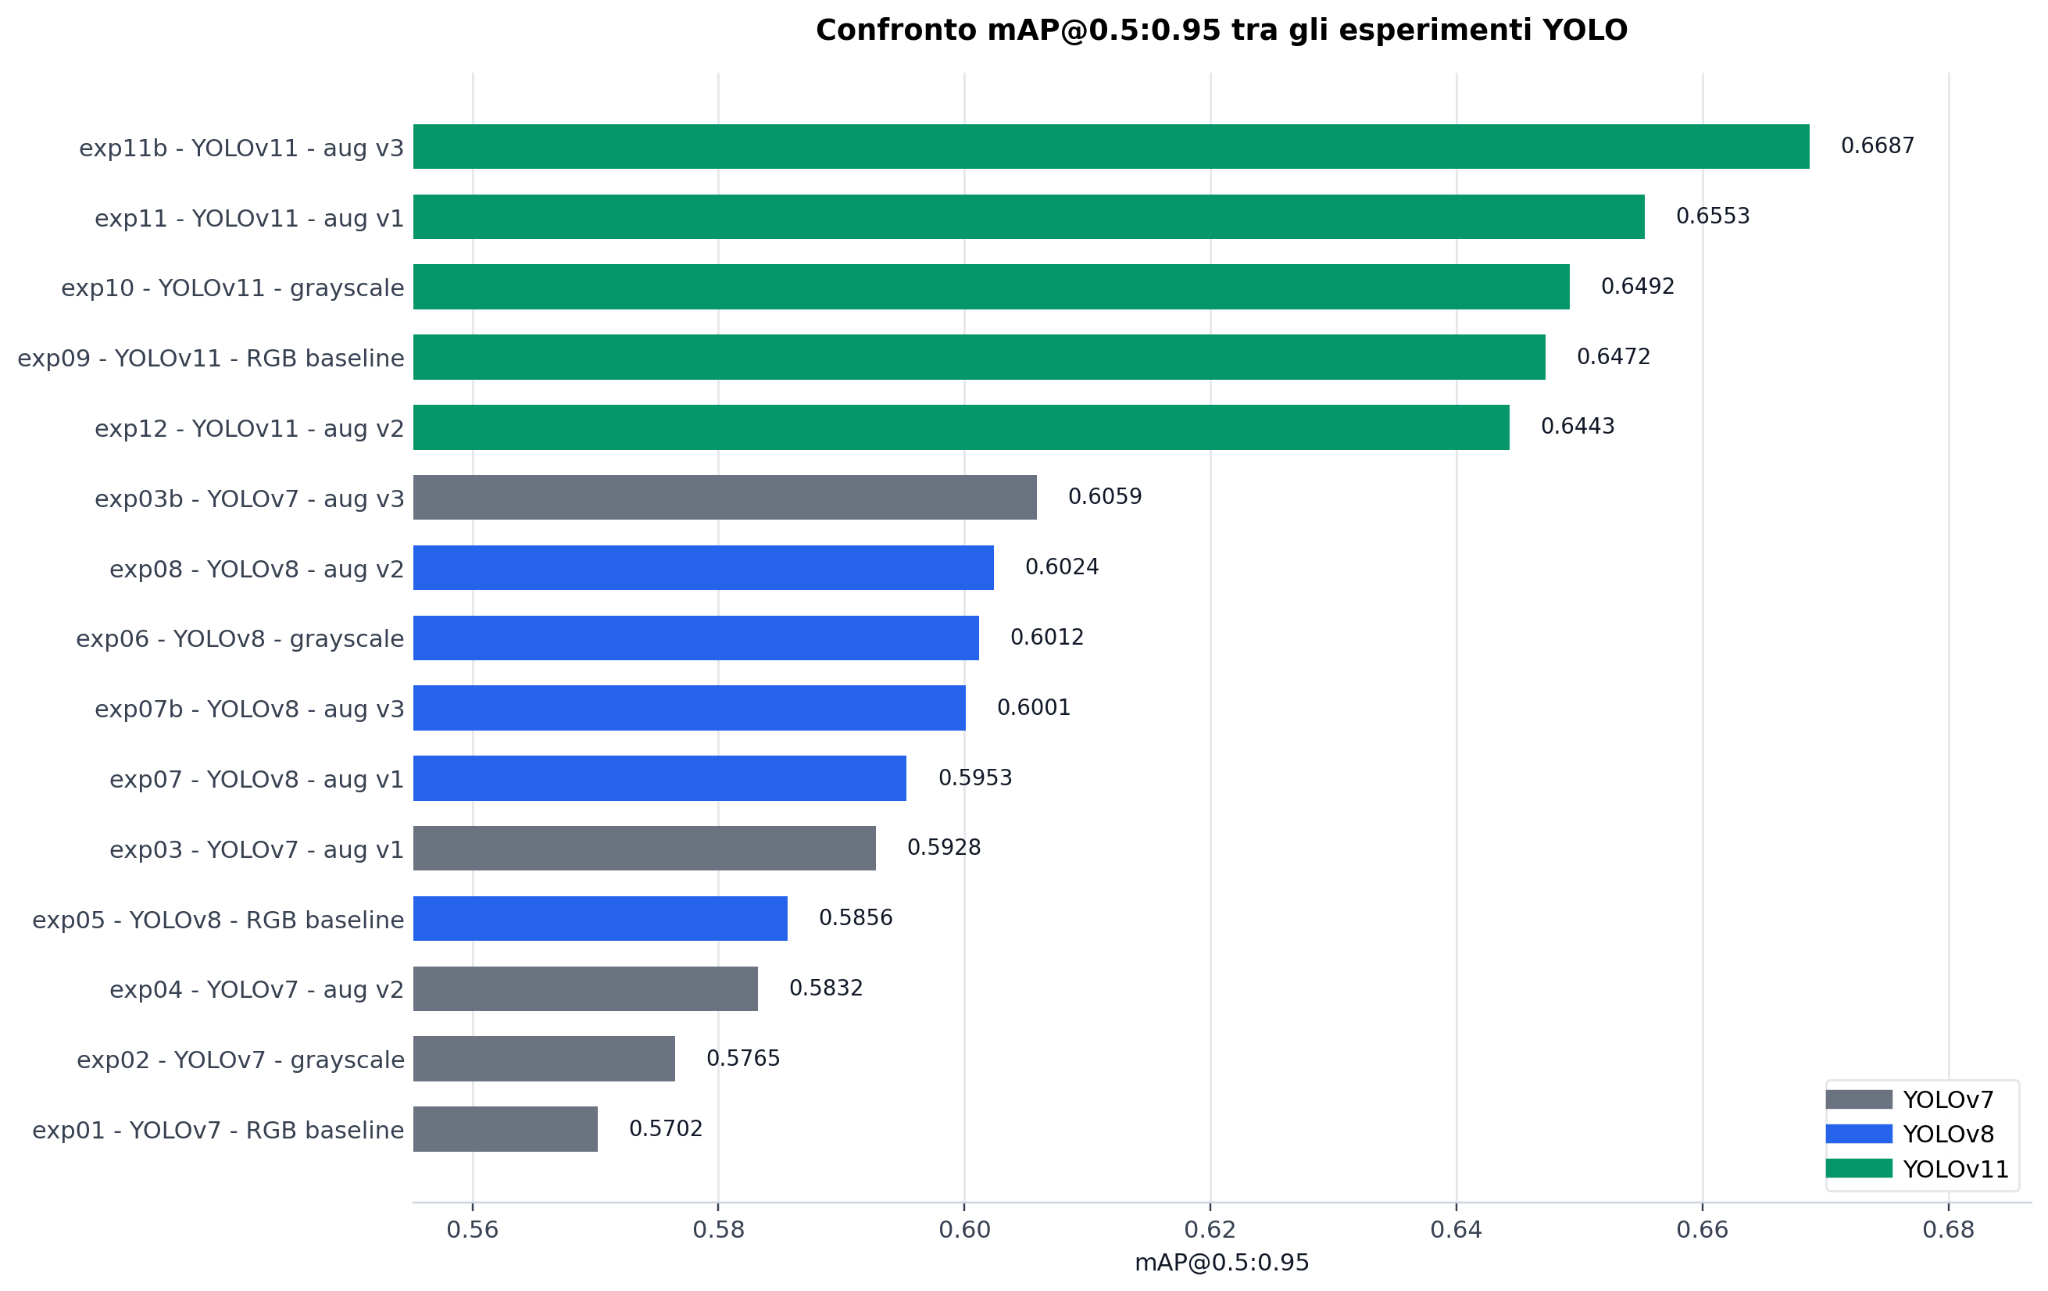 Confronto mAP@0.5:0.95 tra gli esperimenti YOLO
exp11b - YOLOv11 - aug v3 0.6687
exp11 - YOLOv11 - aug v1 0.6553
exp10 - YOLOv11 - grayscale 0.6492
exp09 - YOLOv11 - RGB baseline 0.6472
exp12 - YOLOv11 - aug v2 0.6443
exp03b - YOLOv7 - aug v3 0.6059
exp08 - YOLOv8 - aug v2 0.6024
exp06 - YOLOv8 - grayscale 0.6012
exp07b - YOLOv8 - aug v3 0.6001
exp07 - YOLOv8 - aug v1 0.5953
exp03 - YOLOv7 - aug v1 0.5928
exp05 - YOLOv8 - RGB baseline 0.5856
exp04 - YOLOv7 - aug v2 0.5832
exp02 - YOLOv7 - grayscale 0.5765
exp01 - YOLOv7 - RGB baseline 0.5702
YOLOv7
YOLOv8
YOLOv11
0.56 0.58 0.60 0.62 0.64 0.66 0.68
mAP@0.5:0.95